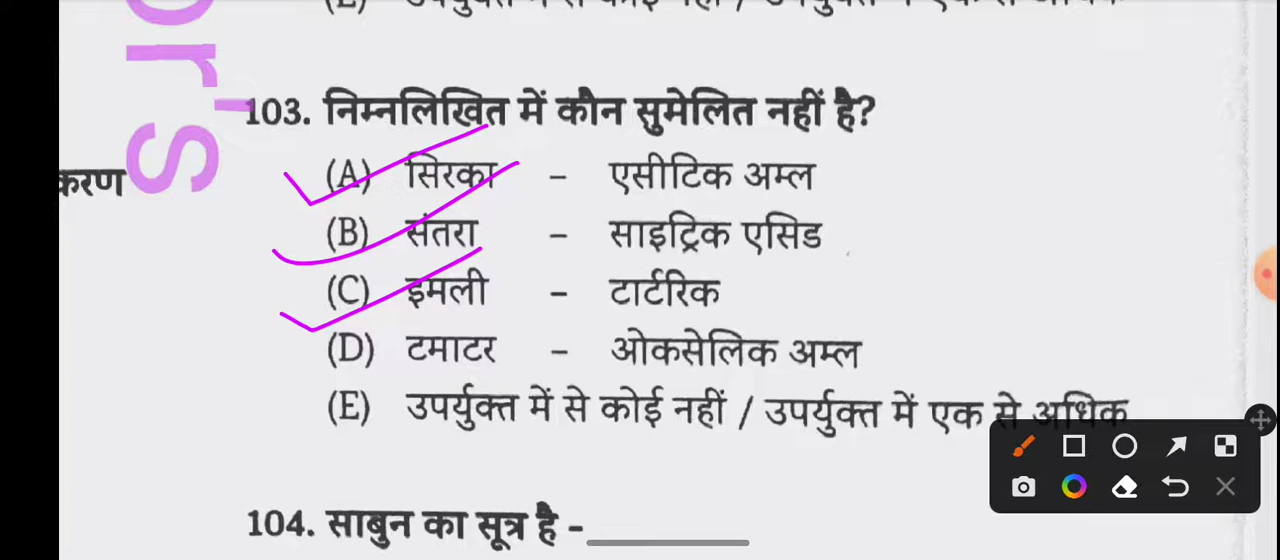 103. निम्नलिखित में कौन सुमेलित नहीं है?
करण
(A) सिरका - एसीटिक अम्ल
(B) संतरा - साइट्रिक एसिड
(C) इमली - टार्टरिक
(D) टमाटर - ओकसेलिक अम्ल
(E) उपर्युक्त में से कोई नहीं / उपर्युक्त में एक से अधिक
104. साबुन का सूत्र है -
or's